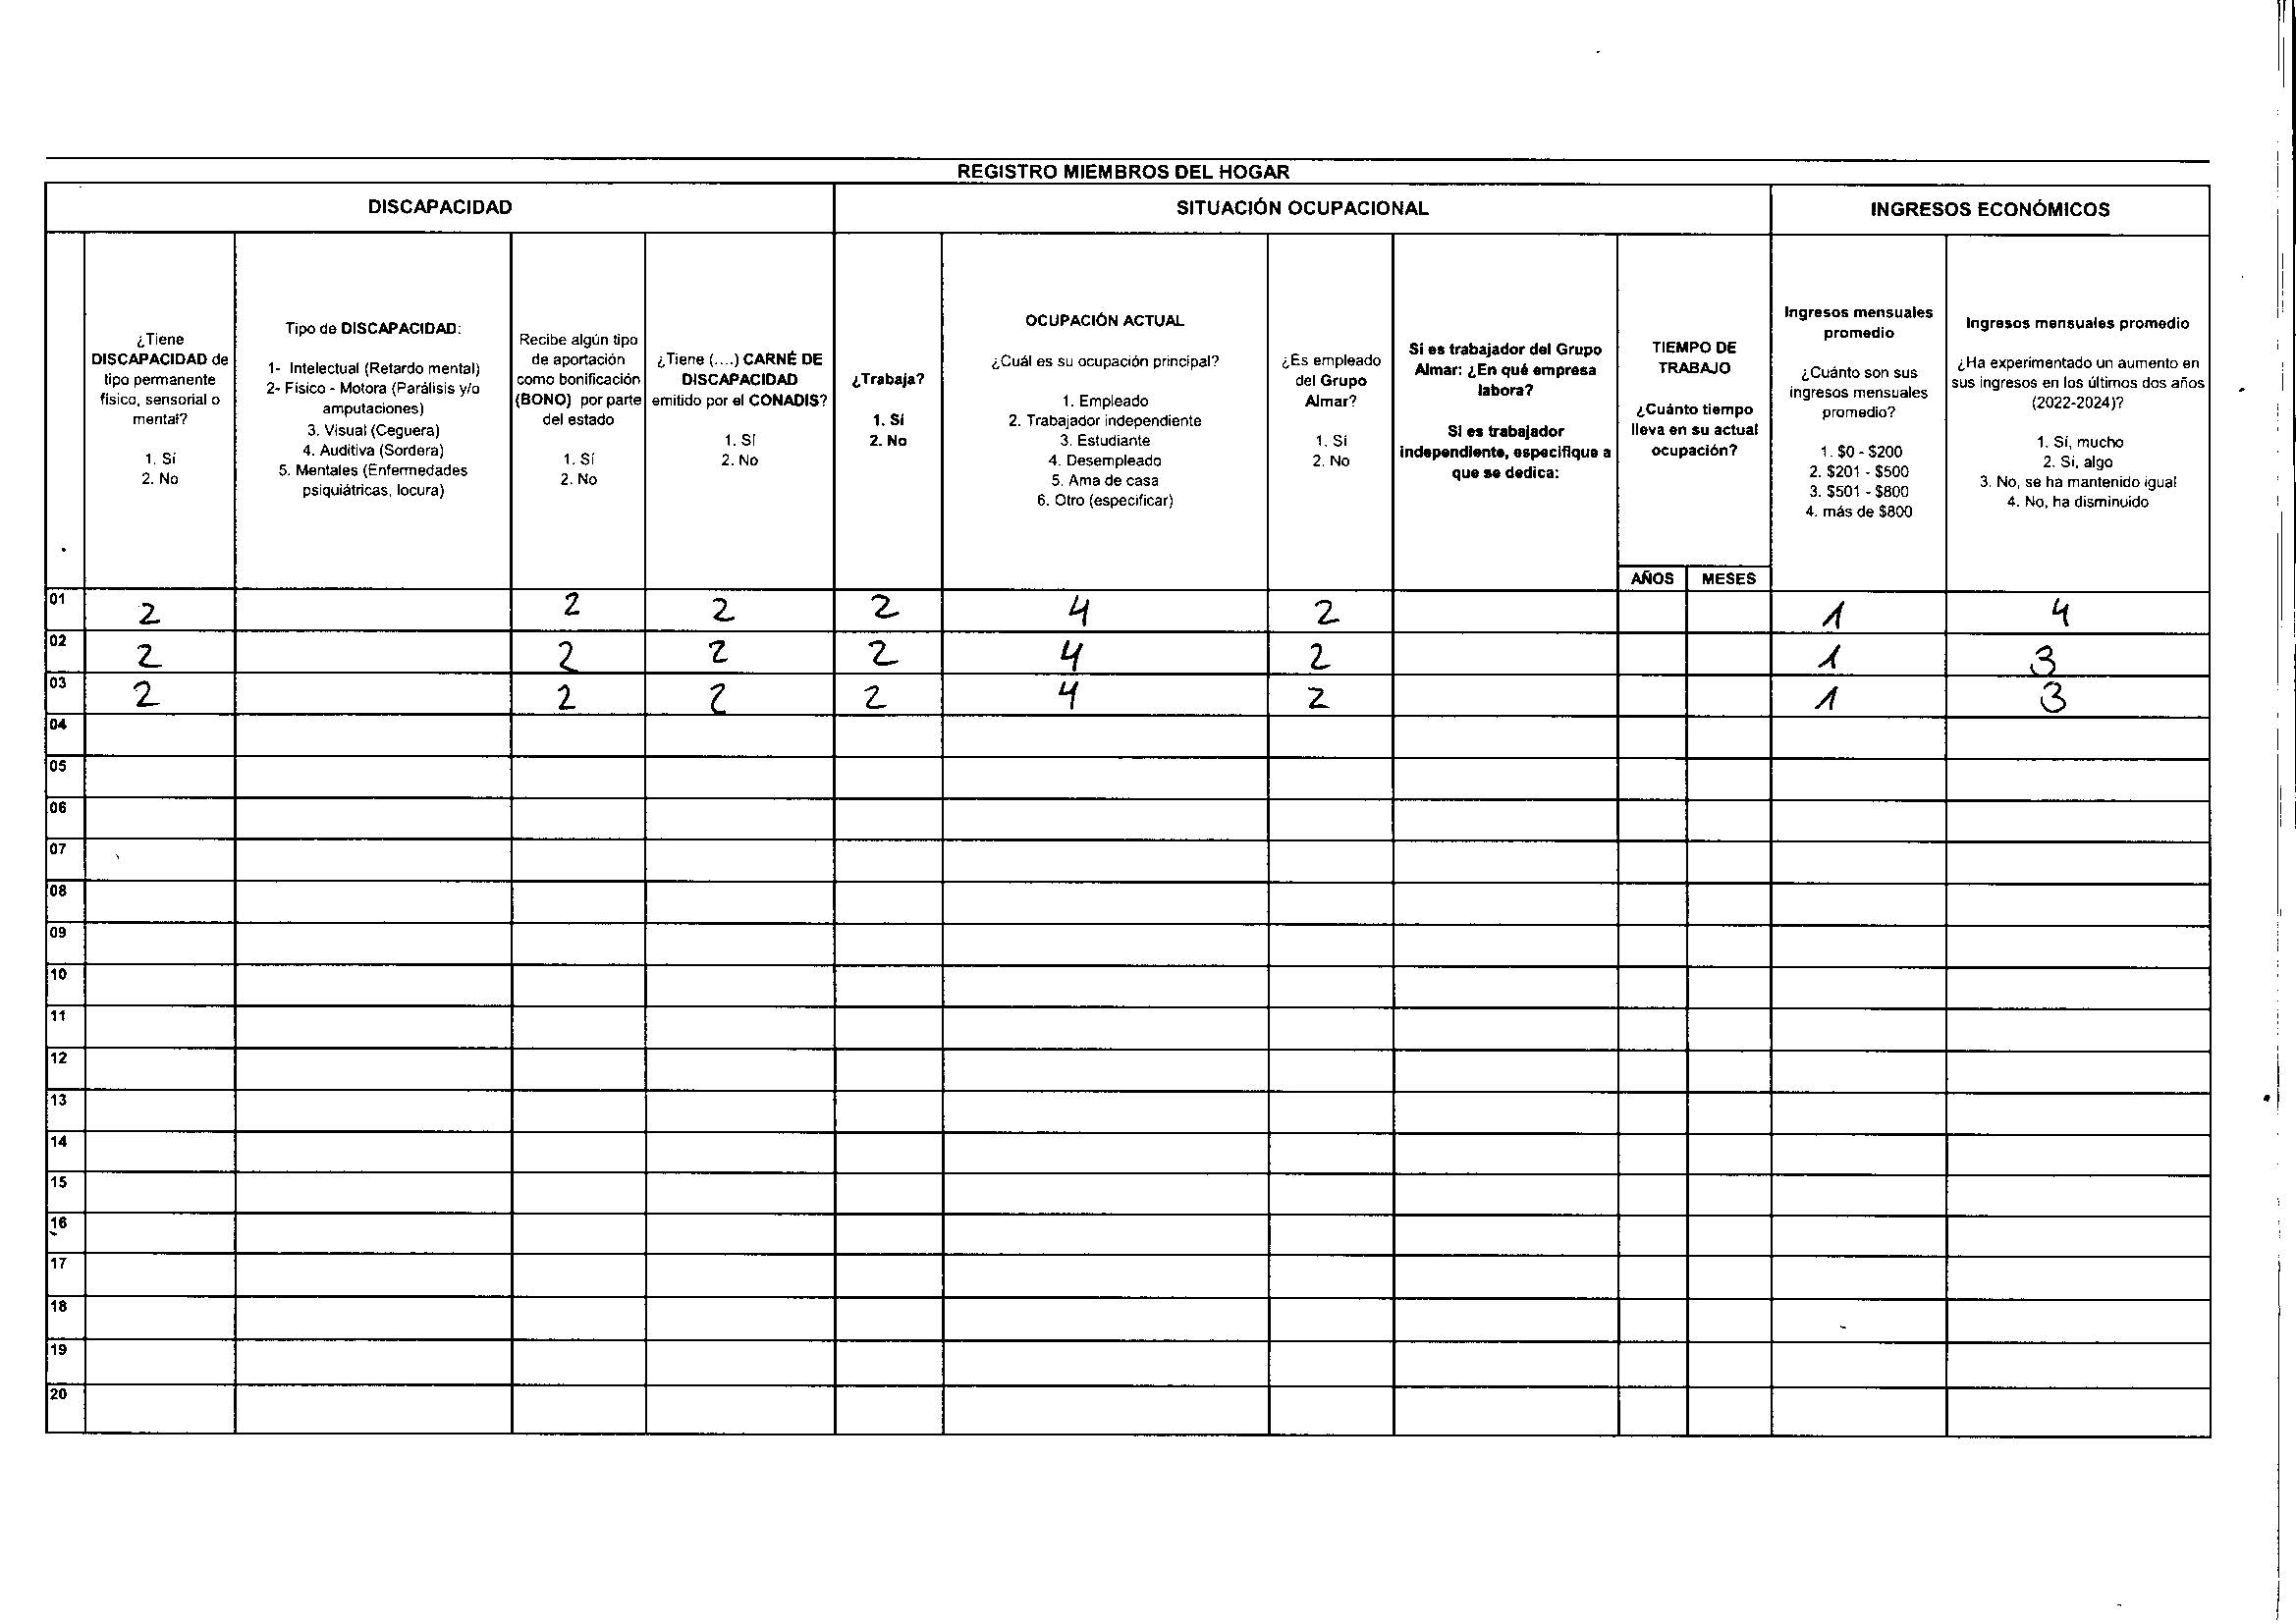 REGISTRO MIEMBROS DEL HOGAR
DISCAPACIDAD
SITUACIÓN OCUPACIONAL
INGRESOS ECONÓMICOS
¿Tiene
DISCAPACIDAD de
tipo permanente
físico, sensorial o
mental?
1. Sí
2. No
Tipo de DISCAPACIDAD:
1- Intelectual (Retardo mental)
2- Físico - Motora (Parálisis y/o
amputaciones)
3. Visual (Ceguera)
4. Auditiva (Sordera)
5. Mentales (Enfermedades
psiquiátricas, locura)
Recibe algún tipo
de aportación
como bonificación
(BONO) por parte
del estado
1. Sí
2. No
¿Tiene (....) CARNÉ DE
DISCAPACIDAD
emitido por el CONADIS?
1. SÍ
2. No
¿Trabaja?
1. Sí
2. No
OCUPACIÓN ACTUAL
¿Cuál es su ocupación principal?
1. Empleado
2. Trabajador independiente
3. Estudiante
4. Desempleado
5. Ama de casa
6. Otro (especificar)
¿Es empleado
del Grupo
Almar?
1. Sí
2. No
Si es trabajador del Grupo
Almar: ¿En qué empresa
labora?
Si es trabajador
independiente, especifique a
que se dedica:
TIEMPO DE
TRABAJO
¿Cuánto tiempo
lleva en su actual
ocupación?
AÑOS MESES
Ingresos mensuales
promedio
¿Cuánto son sus
ingresos mensuales
promedio?
1. $0 - $200
2. $201 - $500
3. $501 - $800
4. más de $800
Ingresos mensuales promedio
¿Ha experimentado un aumento en
sus ingresos en los últimos dos años
(2022-2024)?
1. Sí, mucho
2. Si, algo
3. No, se ha mantenido igual
4. No, ha disminuido
01 2 2 2 2 4 2 1 4
02 2 2 2 2 4 2 1 3
03 2 2 2 2 4 2 1 3
04
05
06
07
08
09
10
11
12
13
14
15
16
17
18
19
20